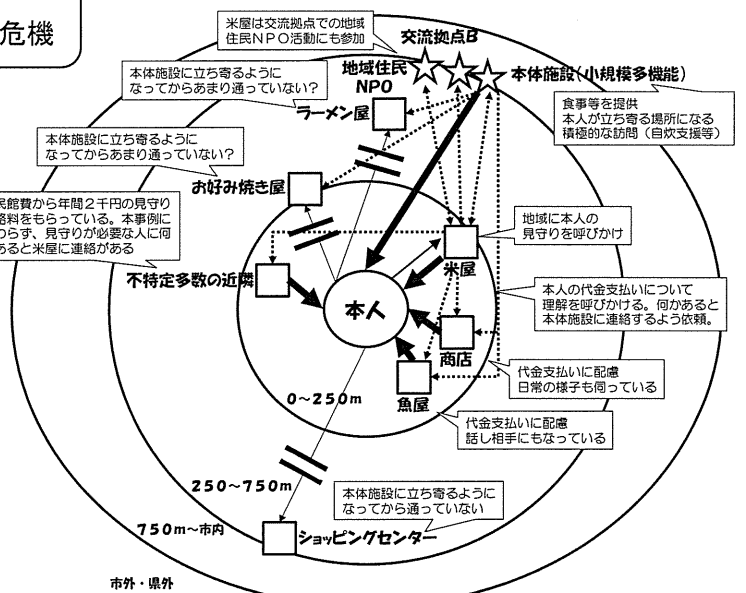 危機
米屋は交流拠点での地域
住民NPO活動にも参加
交流拠点B
地域住民
NPO
本体施設(小規模多機能)
本体施設に立ち寄るように
なってからあまり通っていない?
ラーメン屋
食事等を提供
本人が立ち寄る場所になる
積極的な訪問(自炊支援等)
本体施設に立ち寄るように
なってからあまり通っていない?
お好み焼き屋
民館費から年間2千円の見守り
料をもらっている。本事例に
わらず、見守りが必要な人に何
あると米屋に連絡がある
地域に本人の
見守りを呼びかけ
米屋
不特定多数の近隣
本人
本人の代金支払いについて
理解を呼びかける。何かあると
本体施設に連絡するよう依頼。
商店
代金支払いに配慮
日常の様子も伺っている
魚屋
0~250m
代金支払いに配慮
話し相手にもなっている
250~750m
本体施設に立ち寄るように
なってから通っていない
750m~市内
ショッピングセンター
市外・県外